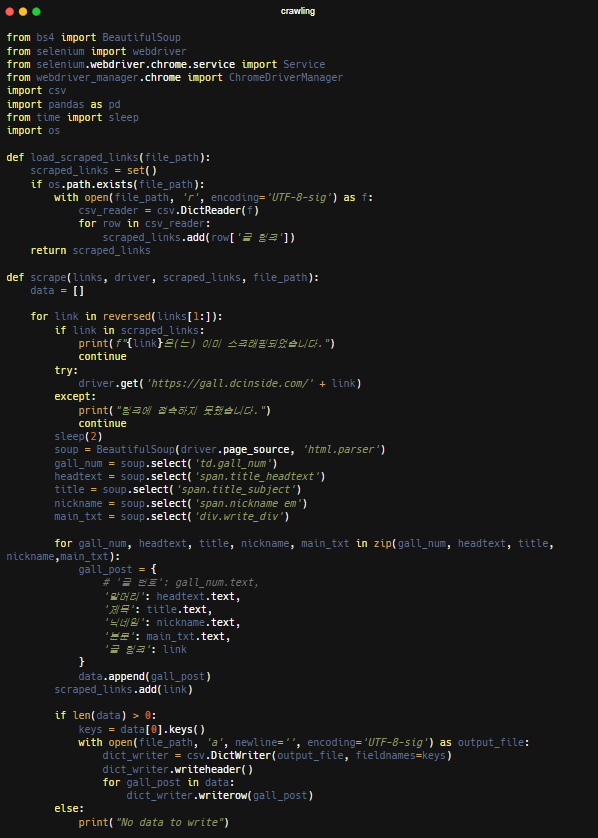 crawling
from bs4 import BeautifulSoup
from selenium import webdriver
from selenium.webdriver.chrome.service import Service
from webdriver_manager.chrome import ChromeDriverManager
import csv
import pandas as pd
from time import sleep
import os
def load_scraped_links(file_path):
    scraped_links = set()
    if os.path.exists(file_path):
        with open(file_path, 'r', encoding='UTF-8-sig') as f:
            csv_reader = csv.DictReader(f)
            for row in csv_reader:
                scraped_links.add(row['글 링크'])
    return scraped_links
def scrape(links, driver, scraped_links, file_path):
    data = []
    for link in reversed(links[1:]):
        if link in scraped_links:
            print(f"{link}은(는) 이미 스크래핑되었습니다.")
            continue
        try:
            driver.get('https://gall.dcinside.com/' + link)
        except:
            print("링크에 접속하지 못했습니다.")
            continue
        sleep(2)
        soup = BeautifulSoup(driver.page_source, 'html.parser')
        gall_num = soup.select('td.gall_num')
        headtext = soup.select('span.title_headtext')
        title = soup.select('span.title_subject')
        nickname = soup.select('span.nickname em')
        main_txt = soup.select('div.write_div')
        for gall_num, headtext, title, nickname, main_txt in zip(gall_num, headtext, title,
nickname,main_txt):
            gall_post = {
                # '글 번호': gall_num.text,
                '말머리': headtext.text,
                '제목': title.text,
                '닉네임': nickname.text,
                '본문': main_txt.text,
                '글 링크': link
            }
            data.append(gall_post)
        scraped_links.add(link)
        if len(data) > 0:
            keys = data[0].keys()
            with open(file_path, 'a', newline='', encoding='UTF-8-sig') as output_file:
                dict_writer = csv.DictWriter(output_file, fieldnames=keys)
                dict_writer.writeheader()
                for gall_post in data:
                    dict_writer.writerow(gall_post)
        else:
            print("No data to write")